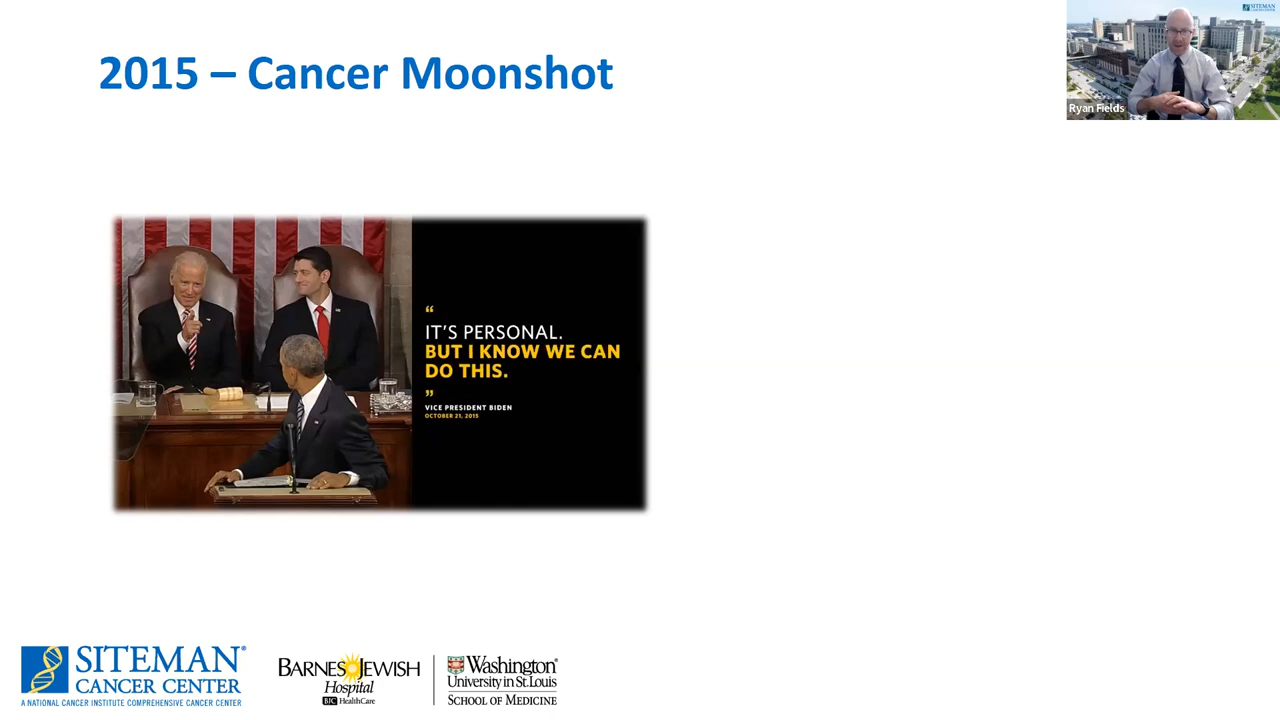 2015 – Cancer Moonshot
SITEMAN
Ryan Fields
“
IT'S PERSONAL.
BUT I KNOW WE CAN
DO THIS.
”
VICE PRESIDENT BIDEN
OCTOBER 21, 2015
SITEMAN®
CANCER CENTER
A NATIONAL CANCER INSTITUTE COMPREHENSIVE CANCER CENTER
BARNES JEWISH
Hospital
BJC HealthCare
Washington
University in St. Louis
SCHOOL OF MEDICINE